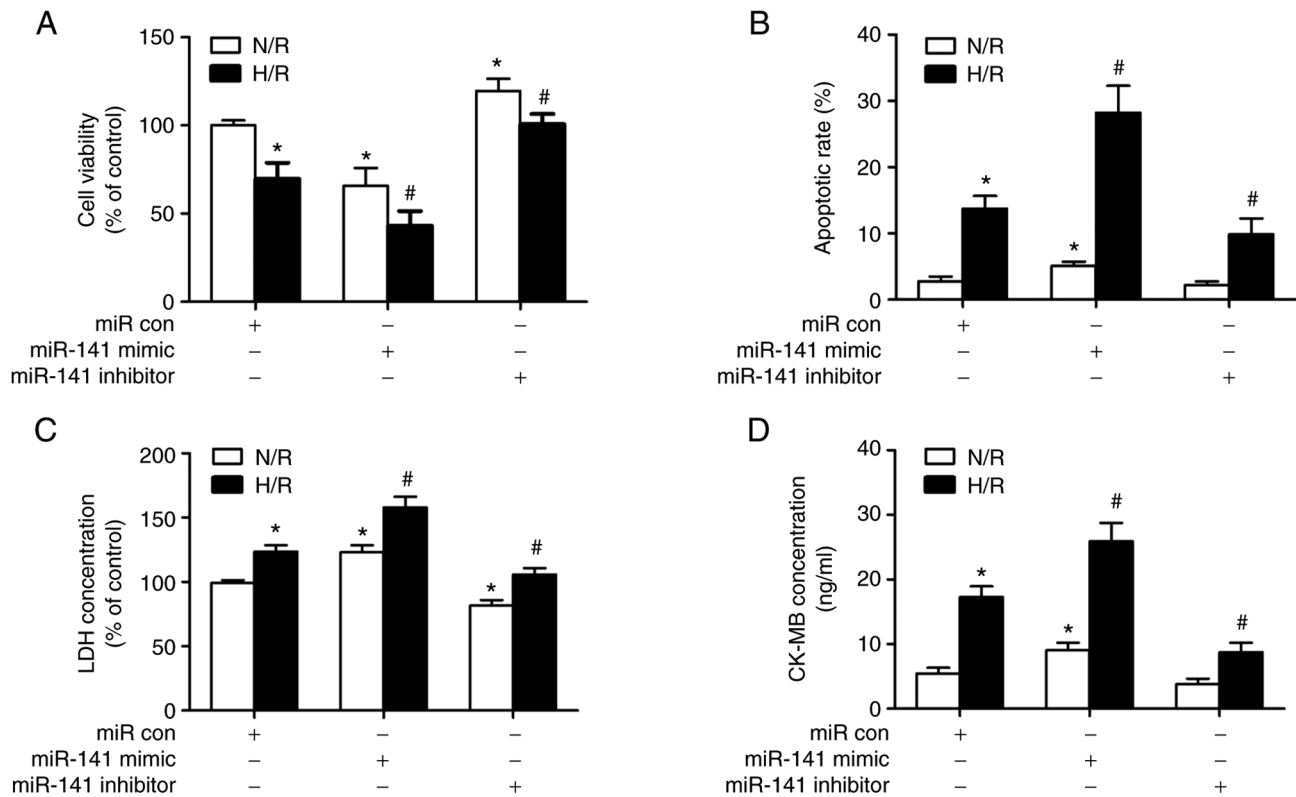 A
150
100
50
0
Cell viability
(% of control)
N/R
H/R
*
*
#
*
#
miR con + – –
miR-141 mimic – + –
miR-141 inhibitor – – +
B
40
30
20
10
0
Apoptotic rate (%)
N/R
H/R
*
*
#
#
miR con + – –
miR-141 mimic – + –
miR-141 inhibitor – – +
C
200
150
100
50
0
LDH concentration
(% of control)
N/R
H/R
*
*
#
*
#
miR con + – –
miR-141 mimic – + –
miR-141 inhibitor – – +
D
40
30
20
10
0
CK-MB concentration
(ng/ml)
N/R
H/R
*
*
#
#
miR con + – –
miR-141 mimic – + –
miR-141 inhibitor – – +